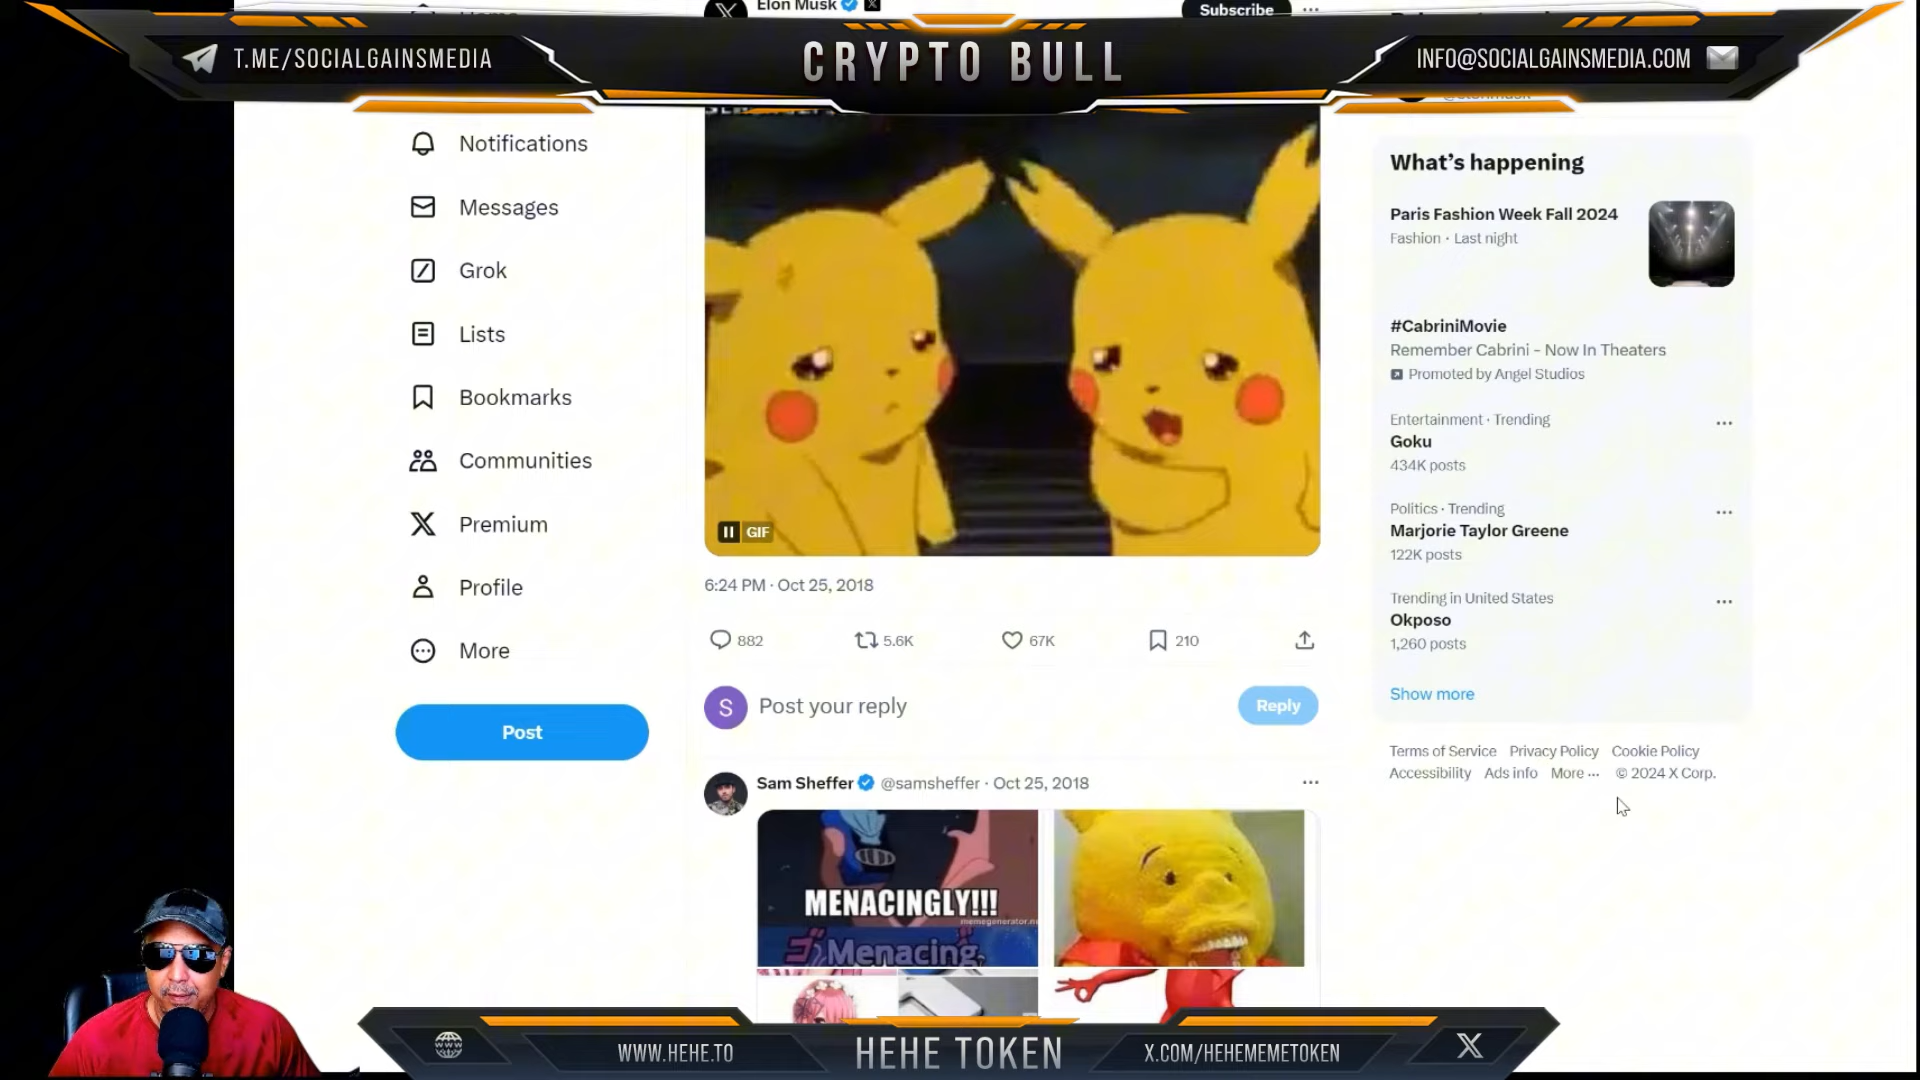 Elon Musk
Subscribe
T.ME/SOCIALGAINSMEDIA
CRYPTO BULL
INFO@SOCIALGAINSMEDIA.COM
Notifications
Messages
Grok
Lists
Bookmarks
Communities
Premium
Profile
More
Post
GIF
6:24 PM · Oct 25, 2018
882
5.6K
67K
210
S
Post your reply
Reply
Sam Sheffer @samsheffer · Oct 25, 2018
MENACINGLY!!!
Menacing
What's happening
Paris Fashion Week Fall 2024
Fashion · Last night
#CabriniMovie
Remember Cabrini - Now In Theaters
Promoted by Angel Studios
Entertainment · Trending
Goku
434K posts
Politics · Trending
Marjorie Taylor Greene
122K posts
Trending in United States
Okposo
1,260 posts
Show more
Terms of Service Privacy Policy Cookie Policy
Accessibility Ads info More ··· © 2024 X Corp.
WWW
WWW.HEHE.TO
HEHE TOKEN
X.COM/HEHEMEMETOKEN